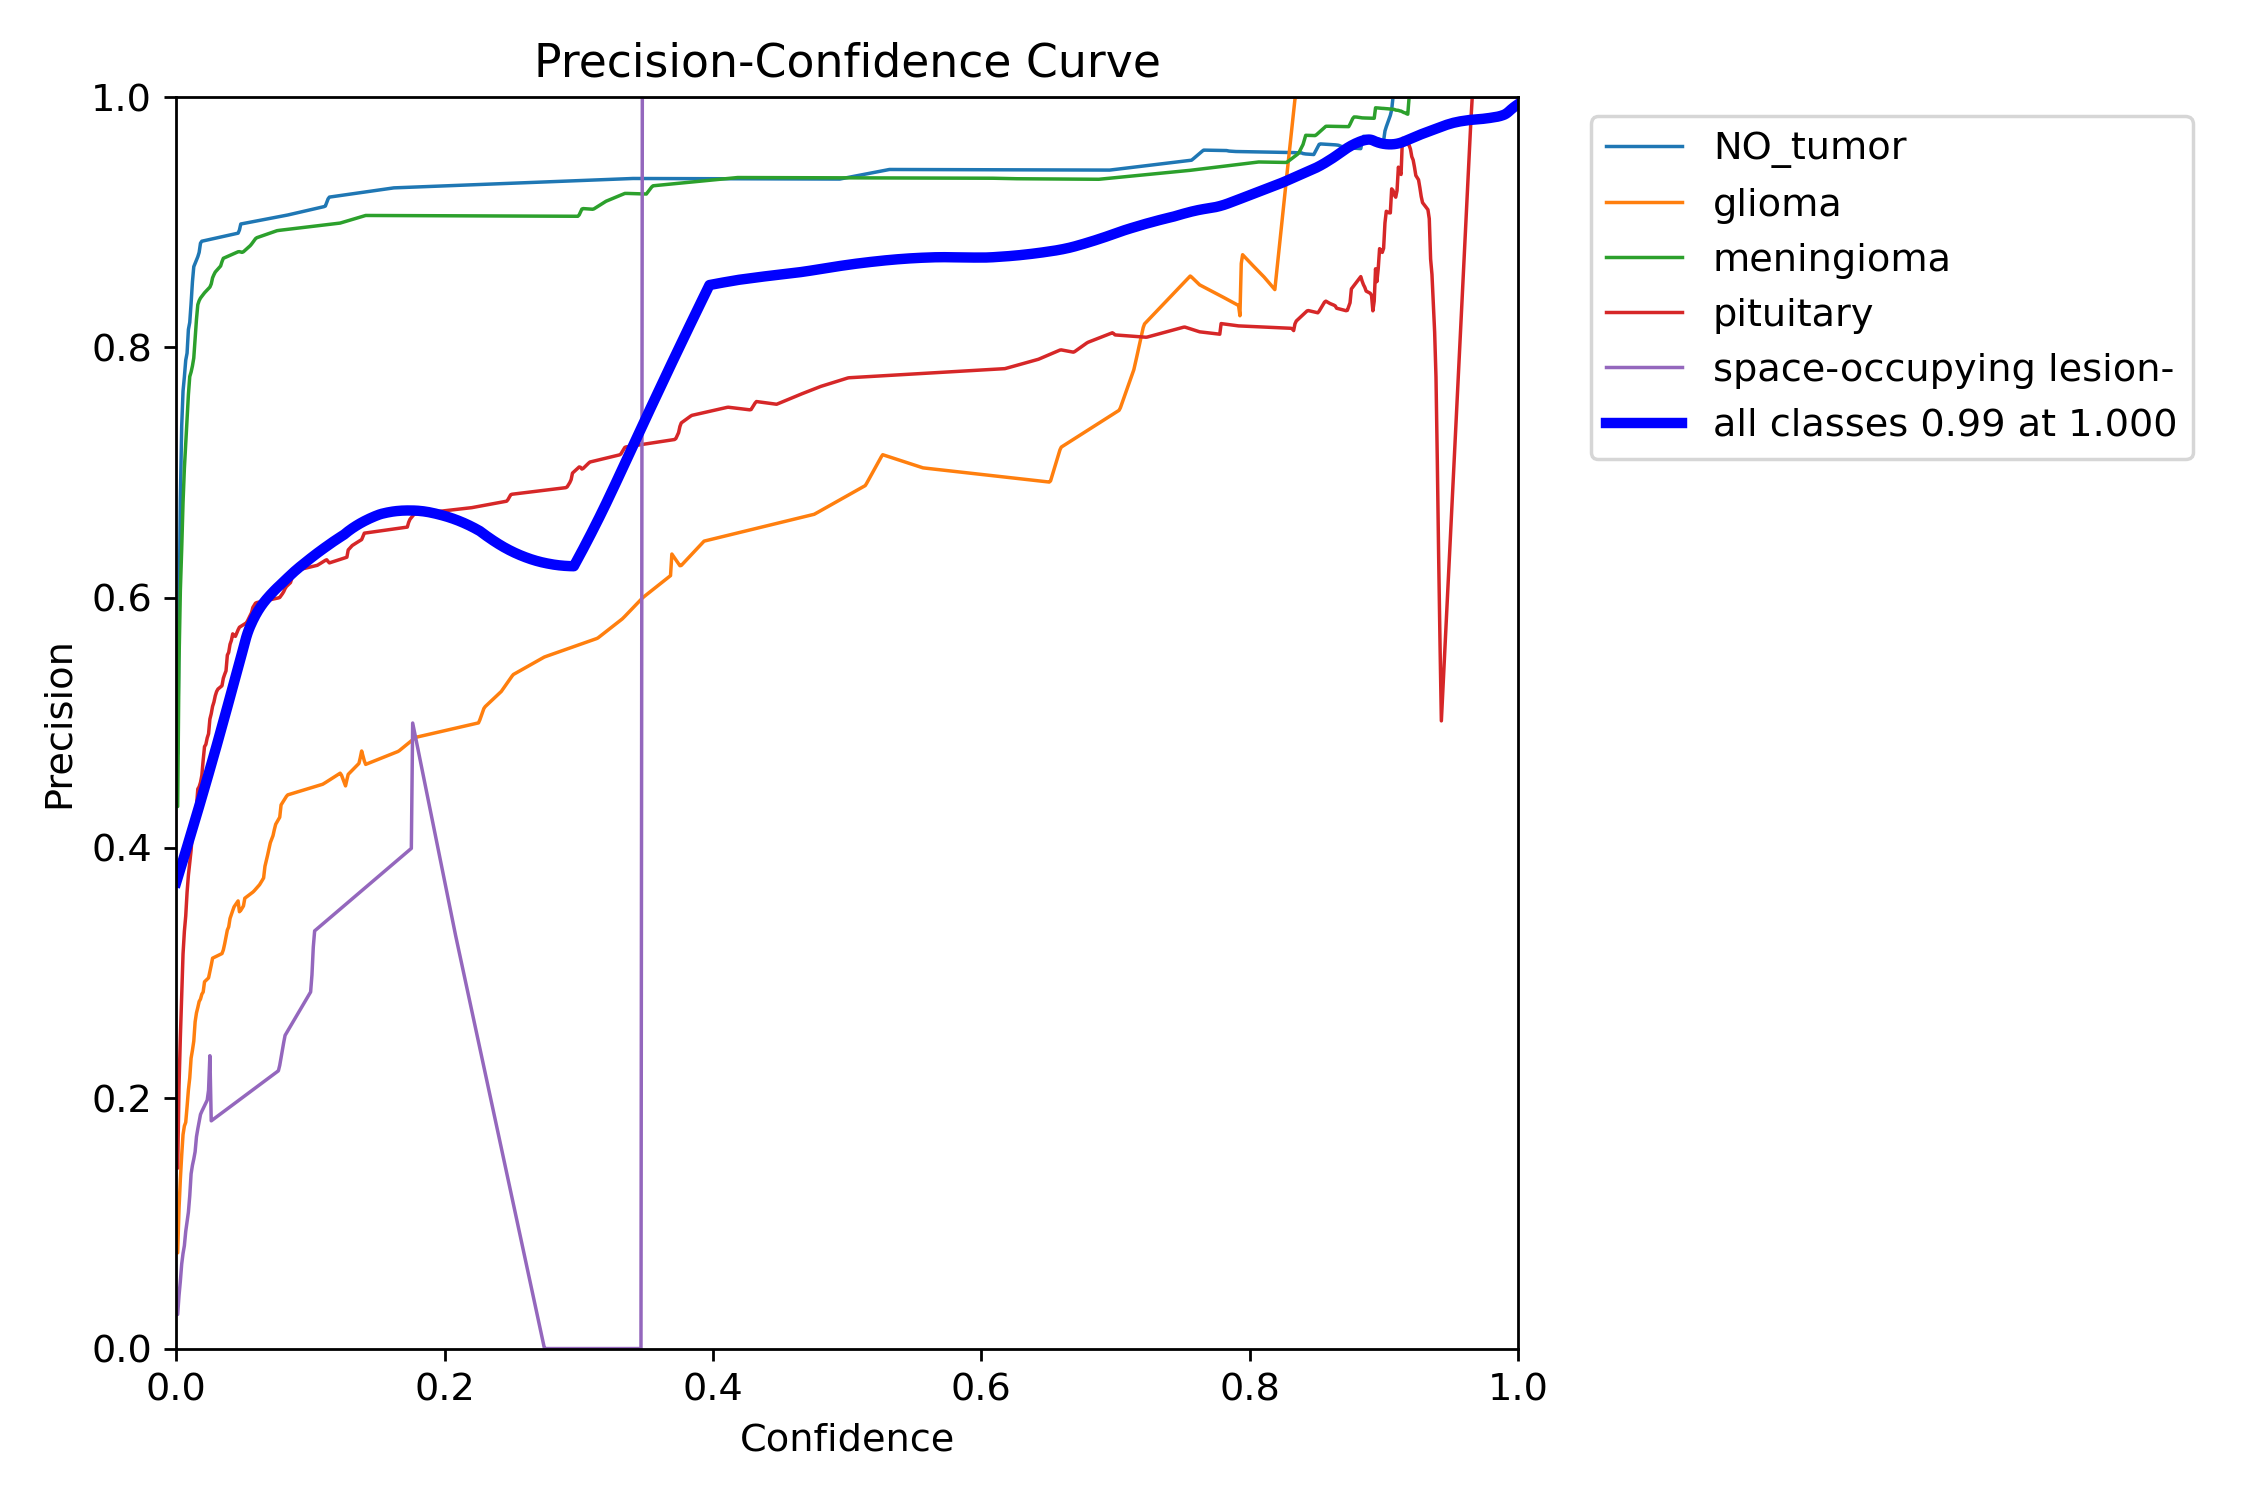 Precision-Confidence Curve
1.0
0.8
0.6
0.4
0.2
0.0
Precision
0.0 0.2 0.4 0.6 0.8 1.0
Confidence
NO_tumor
glioma
meningioma
pituitary
space-occupying lesion-
all classes 0.99 at 1.000